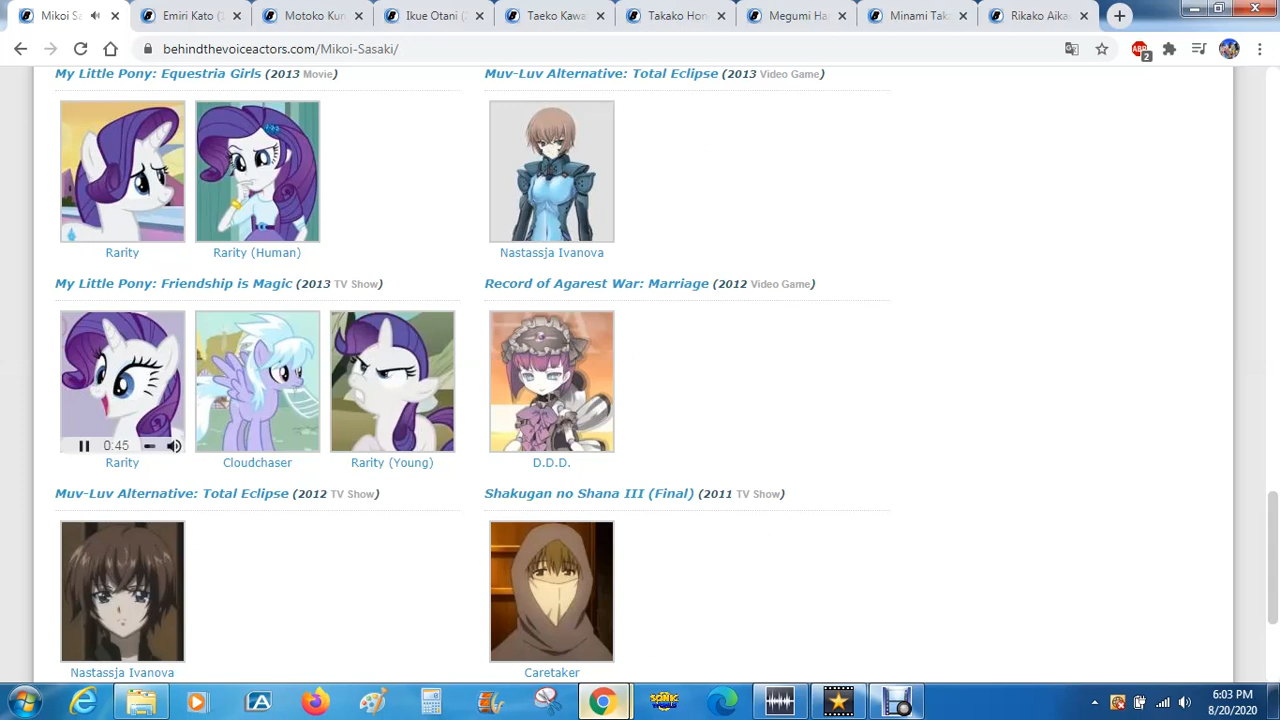 Mikoi Sa
Emiri Kato (
Motoko Kur
Ikue Otani (
Taeko Kawa
Takako Ho
Megumi Ha
Minami Tak
Rikako Aika
behindthevoiceactors.com/Mikoi-Sasaki/
ABP
2
My Little Pony: Equestria Girls (2013 Movie)
Muv-Luv Alternative: Total Eclipse (2013 Video Game)
Rarity
Rarity (Human)
Nastassja Ivanova
My Little Pony: Friendship is Magic (2013 TV Show)
Record of Agarest War: Marriage (2012 Video Game)
0:45
Rarity
Cloudchaser
Rarity (Young)
D.D.D.
Muv-Luv Alternative: Total Eclipse (2012 TV Show)
Shakugan no Shana III (Final) (2011 TV Show)
Nastassja Ivanova
Caretaker
SONIC
6:03 PM
8/20/2020